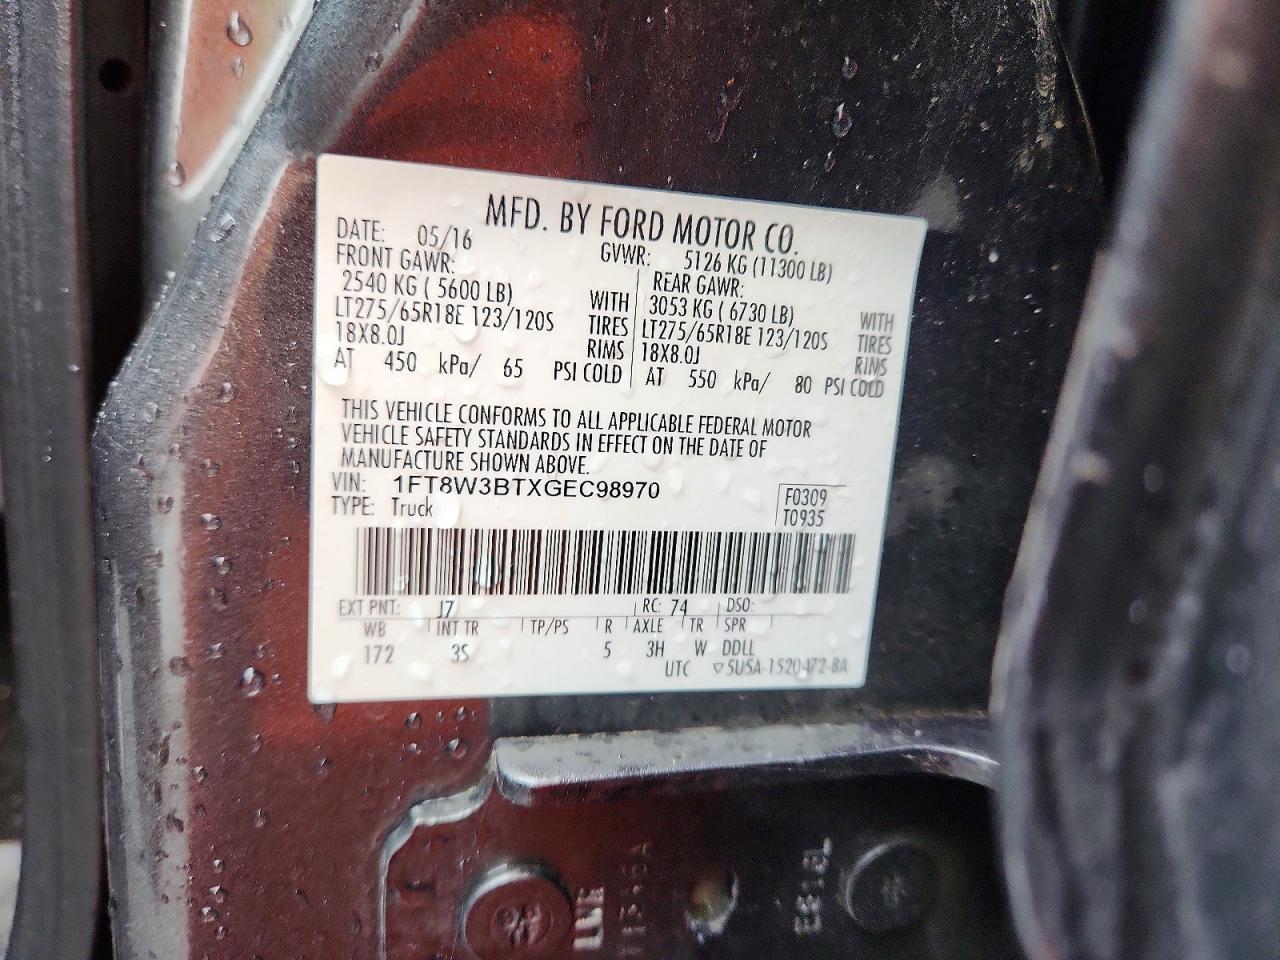 MFD. BY FORD MOTOR CO.
DATE: 05/16 GVWR: 5126 KG (11300 LB)
FRONT GAWR: REAR GAWR:
2540 KG ( 5600 LB) WITH 3053 KG ( 6730 LB) WITH
LT275/65R18E 123/120S TIRES LT275/65R18E 123/120S TIRES
18X8.0J RIMS 18X8.0J RIMS
AT 450 kPa/ 65 PSI COLD AT 550 kPa/ 80 PSI COLD
THIS VEHICLE CONFORMS TO ALL APPLICABLE FEDERAL MOTOR
VEHICLE SAFETY STANDARDS IN EFFECT ON THE DATE OF
MANUFACTURE SHOWN ABOVE.
VIN: 1FT8W3BTXGEC98970
TYPE: Truck
F0309
T0935
EXT PNT: J7 RC: 74 DSO:
WB INT TR TP/PS R AXLE TR SPR
172 3S 5 3H W DDLL
UTC ▽5U5A-1520472-BA